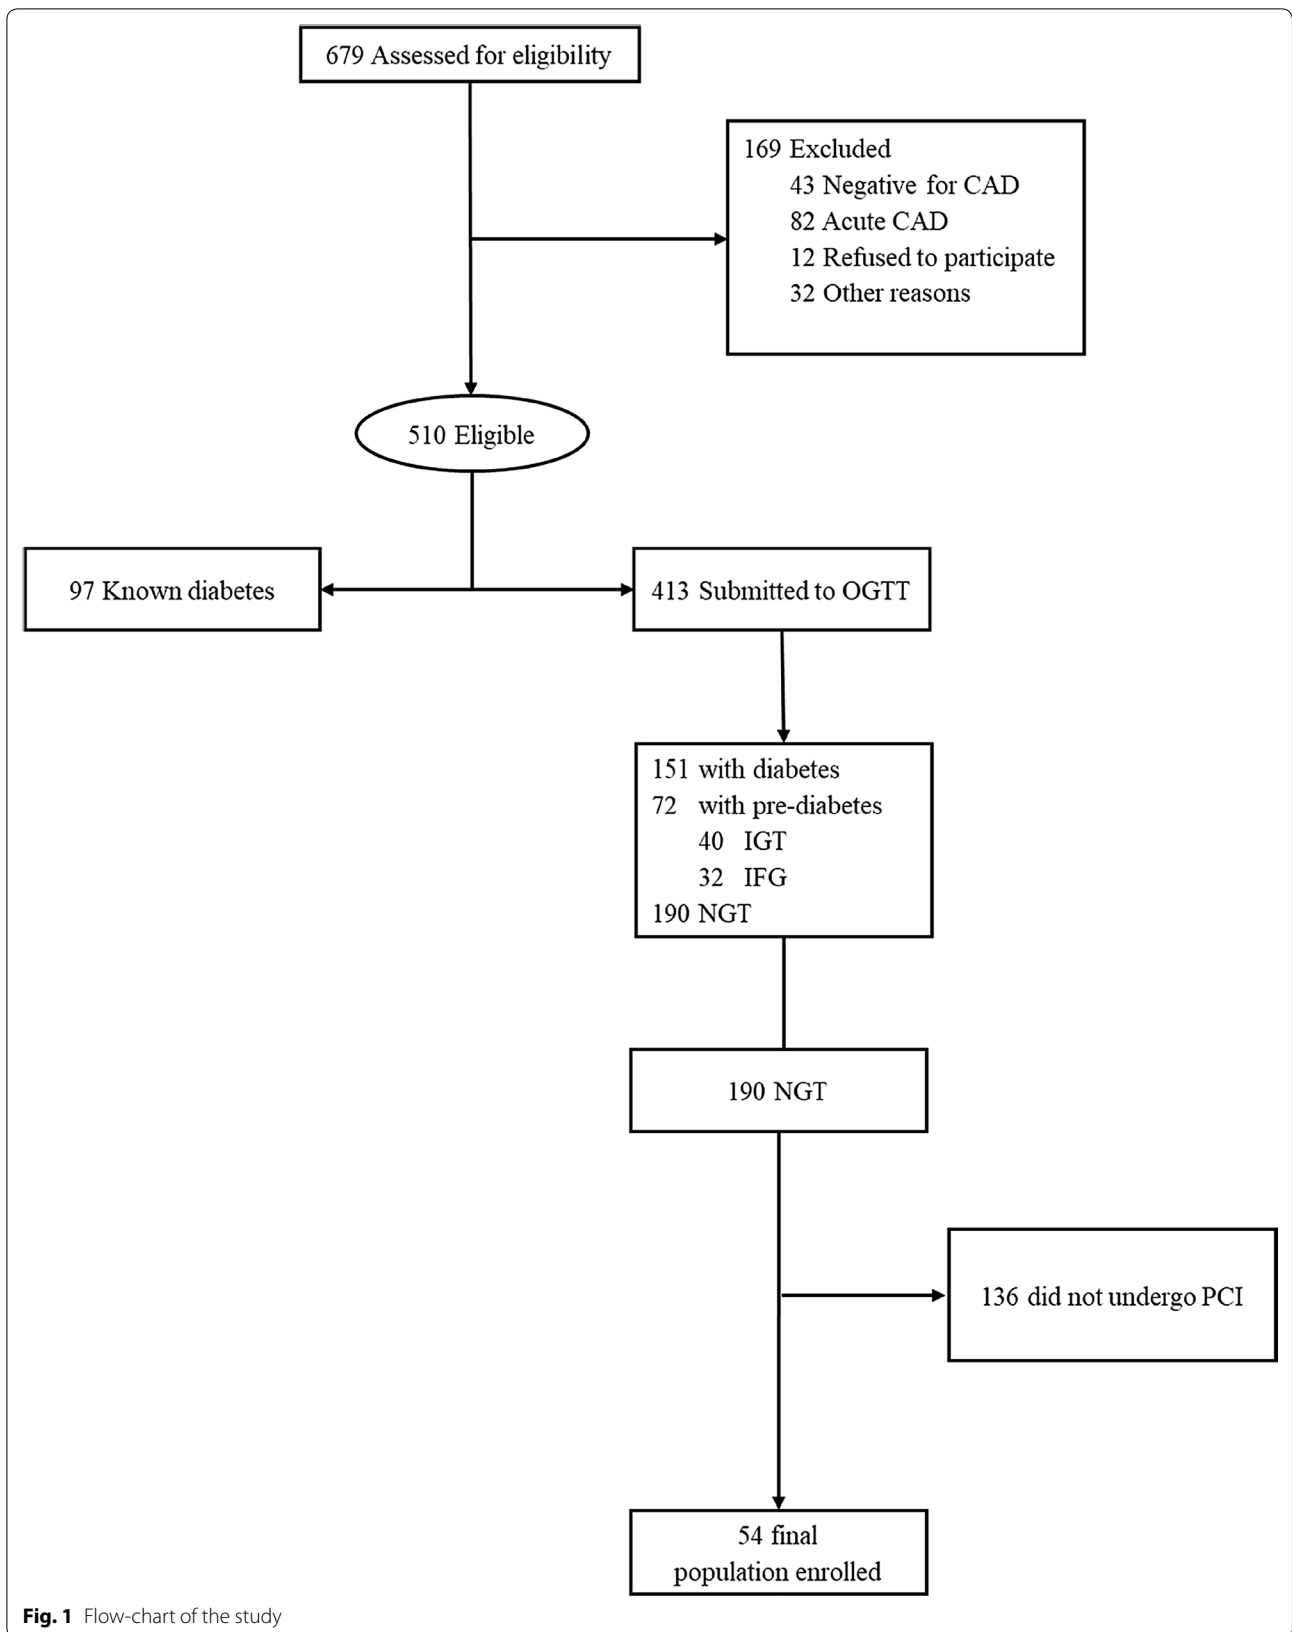 679 Assessed for eligibility
169 Excluded
43 Negative for CAD
82 Acute CAD
12 Refused to participate
32 Other reasons
510 Eligible
97 Known diabetes
413 Submitted to OGTT
151 with diabetes
72 with pre-diabetes
40 IGT
32 IFG
190 NGT
190 NGT
136 did not undergo PCI
54 final
population enrolled
Fig. 1 Flow-chart of the study